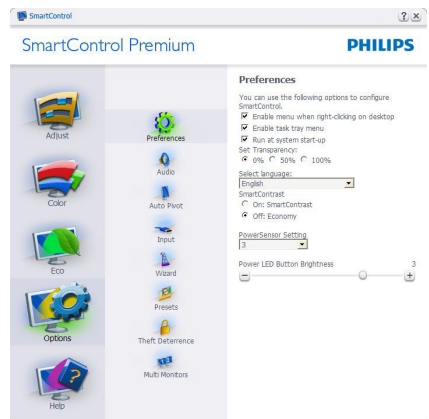 SmartControl
SmartControl Premium
PHILIPS
Adjust
Color
Eco
Options
Help
Preferences
Audio
Auto Pivot
Input
Wizard
Presets
Theft Deterrence
Multi Monitors
Preferences
You can use the following options to configure
SmartControl.
Enable menu when right-clicking on desktop
Enable task tray menu
Run at system start-up
Set Transparency:
0% 50% 100%
Select language:
English
SmartContrast
On: SmartContrast
Off: Economy
PowerSensor Setting
3
Power LED Button Brightness 3